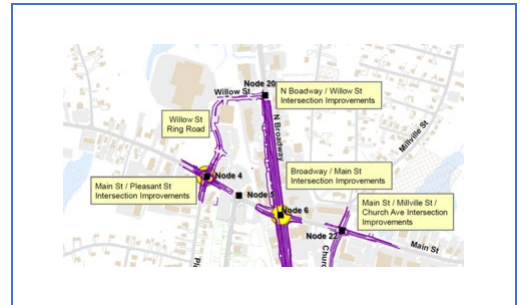 Node 20
Willow St
N Boadway / Willow St
Intersection Improvements
Willow St
Ring Road
N Broadway
Millville St
Broadway / Main St
Intersection Improvements
Node 4
Main St / Pleasant St
Intersection Improvements
Node 5
Node 6
Main St / Millville St /
Church Ave Intersection
Improvements
Node 22
Main St